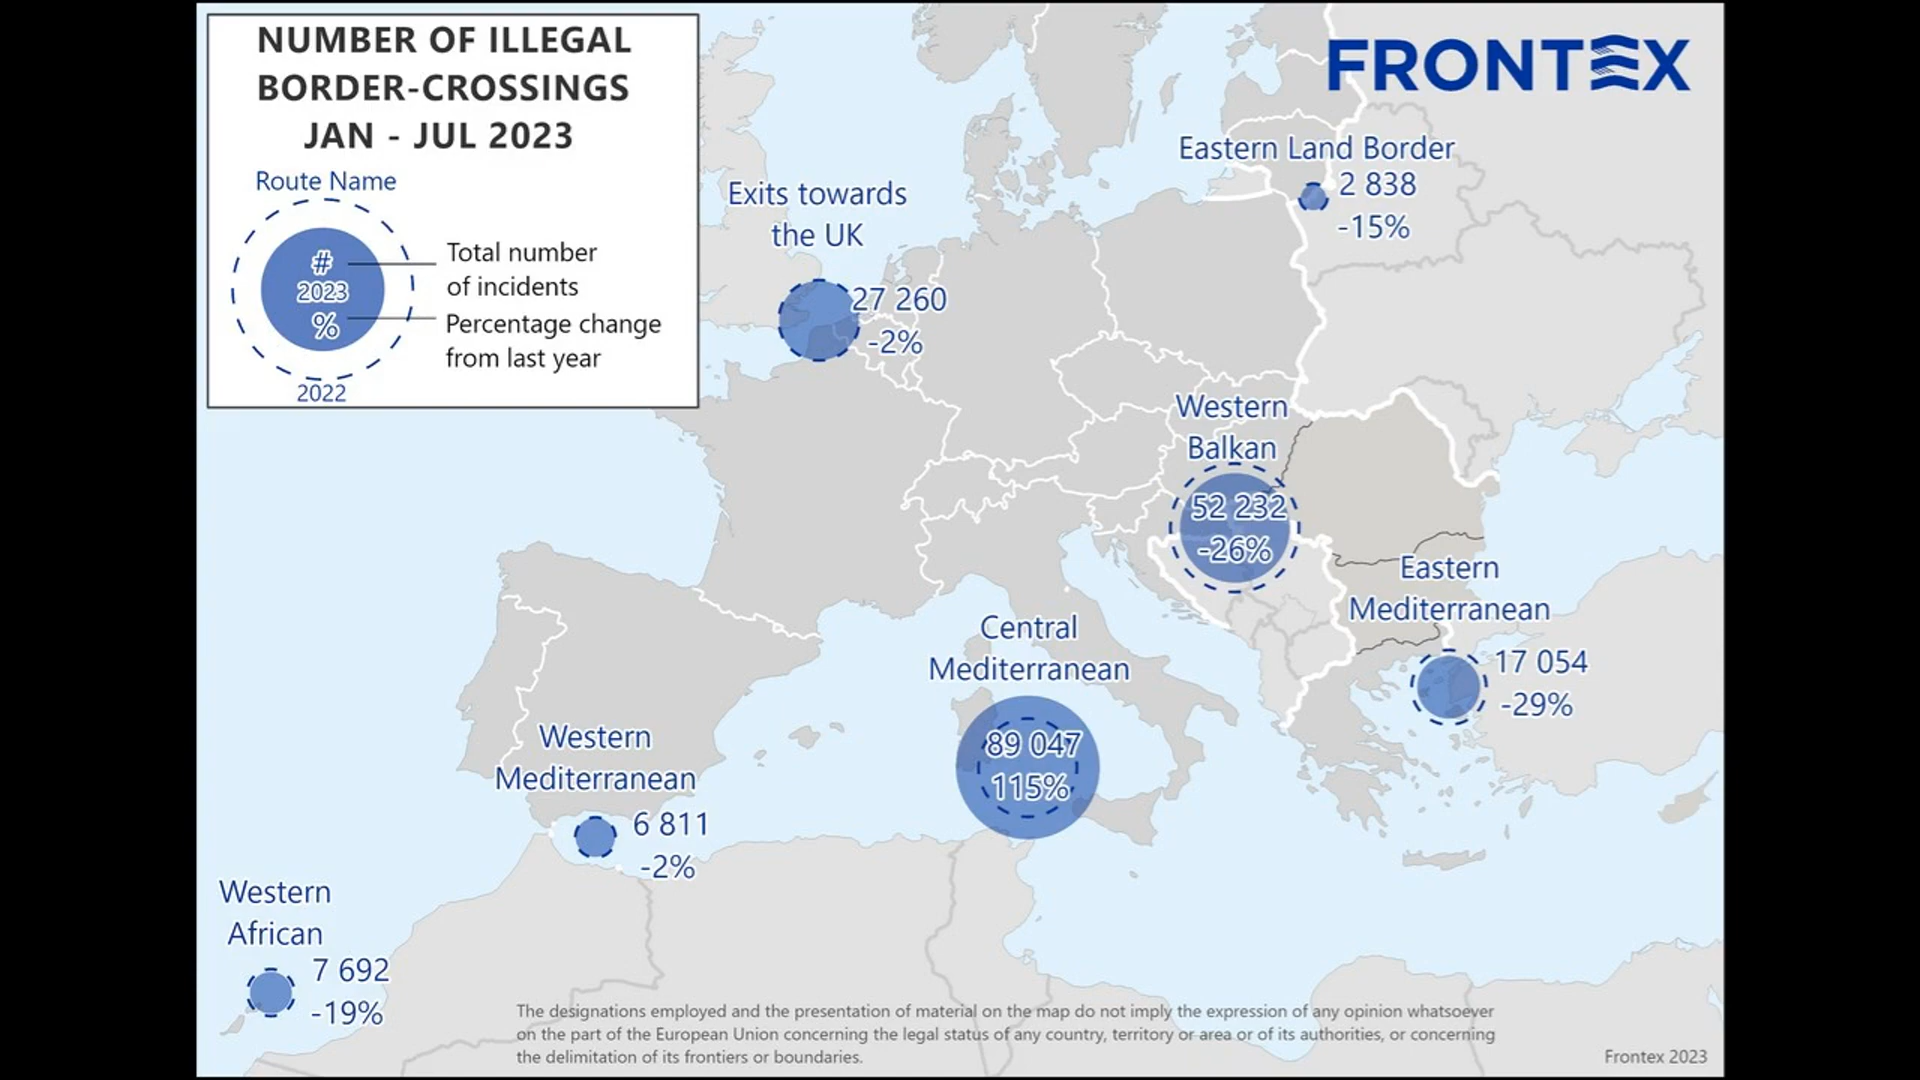 NUMBER OF ILLEGAL
BORDER-CROSSINGS
JAN - JUL 2023
Route Name
#
2023
%
2022
Total number
of incidents
Percentage change
from last year
FRONTEX
Eastern Land Border
2 838
-15%
Exits towards
the UK
27 260
-2%
Western
Balkan
52 232
-26%
Eastern
Mediterranean
17 054
-29%
Central
Mediterranean
89 047
115%
Western
Mediterranean
6 811
-2%
Western
African
7 692
-19%
The designations employed and the presentation of material on the map do not imply the expression of any opinion whatsoever
on the part of the European Union concerning the legal status of any country, territory or area or of its authorities, or concerning
the delimitation of its frontiers or boundaries.
Frontex 2023